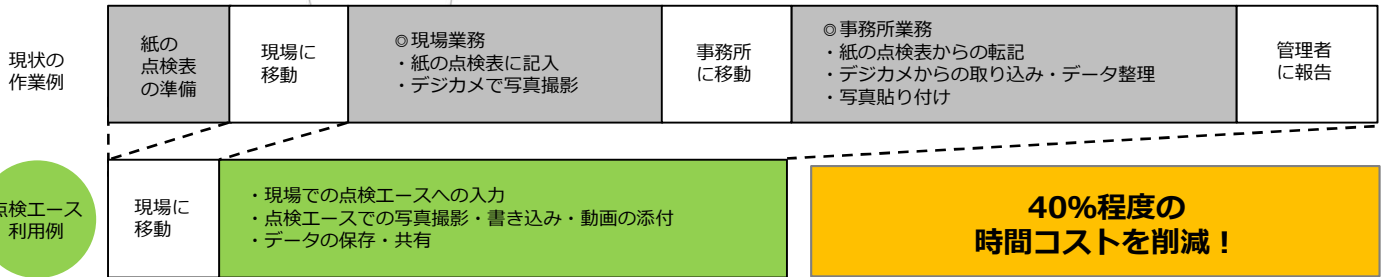 現状の
作業例
紙の
点検表
の準備
現場に
移動
◎現場業務
・紙の点検表に記入
・デジカメで写真撮影
事務所
に移動
◎事務所業務
・紙の点検表からの転記
・デジカメからの取り込み・データ整理
・写真貼り付け
管理者
に報告
点検エース
利用例
現場に
移動
・現場での点検エースへの入力
・点検エースでの写真撮影・書き込み・動画の添付
・データの保存・共有
40%程度の
時間コストを削減！